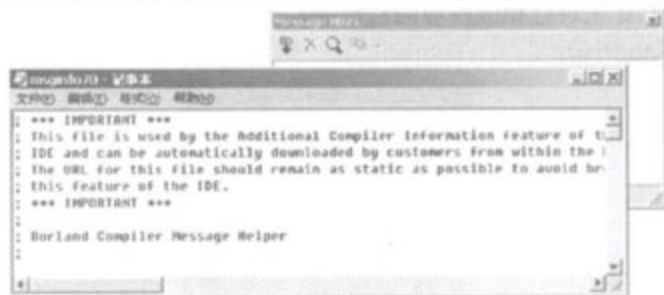 Message Hints
msginfo70 - 记事本
文件(F) 编辑(E) 格式(O) 帮助(H)
; *** IMPORTANT ***
; This file is used by the Additional Compiler Information feature of t
; IDE and can be automatically downloaded by customers from within the
; The URL for this file should remain as static as possible to avoid br
; this feature of the IDE.
; *** IMPORTANT ***
;
; Borland Compiler Message Helper
;